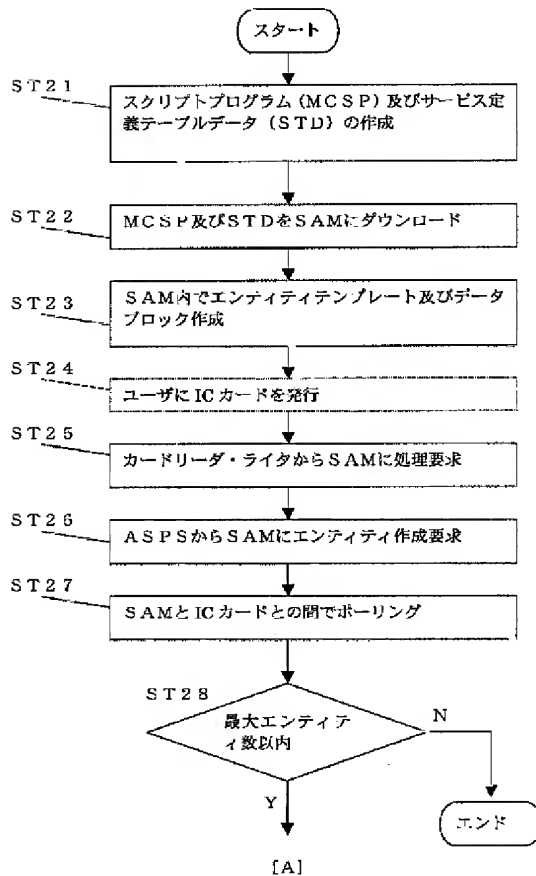 スタート
ST21
スクリプトプログラム(MCSP)及びサービス定
義テーブルデータ(STD)の作成
ST22
MCSP及びSTDをSAMにダウンロード
ST23
SAM内でエンティティテンプレート及びデータ
ブロック作成
ST24
ユーザにICカードを発行
ST25
カードリーダ・ライタからSAMに処理要求
ST26
ASPSからSAMにエンティティ作成要求
ST27
SAMとICカードとの間でポーリング
ST28
最大エンティテ
ィ数以内
N
Y
エンド
[A]